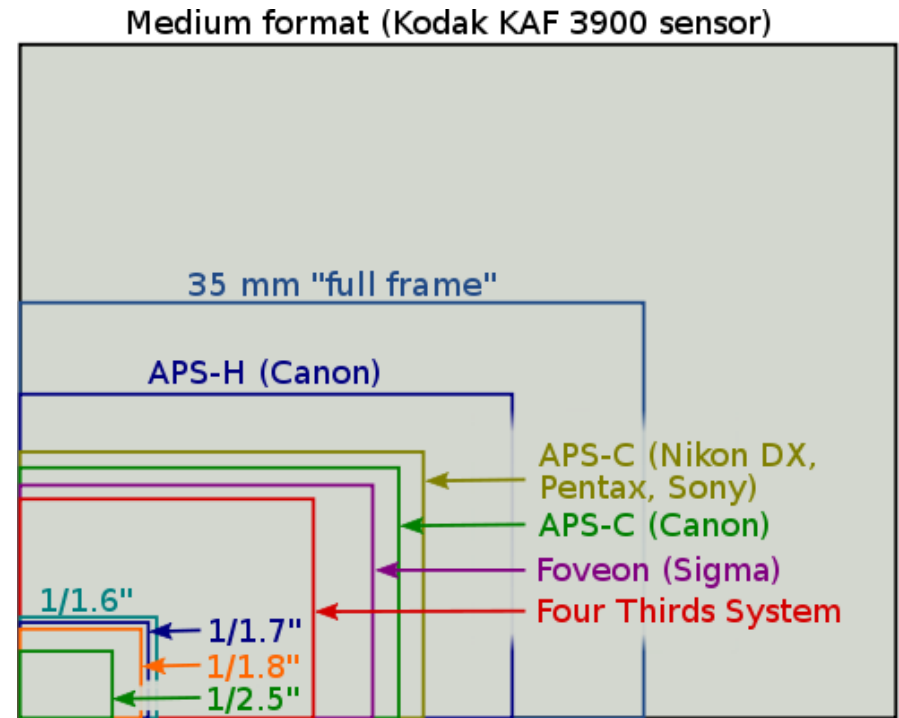 Medium format (Kodak KAF 3900 sensor)
35 mm "full frame"
APS-H (Canon)
APS-C (Nikon DX,
Pentax, Sony)
APS-C (Canon)
Foveon (Sigma)
Four Thirds System
1/1.6"
1/1.7"
1/1.8"
1/2.5"